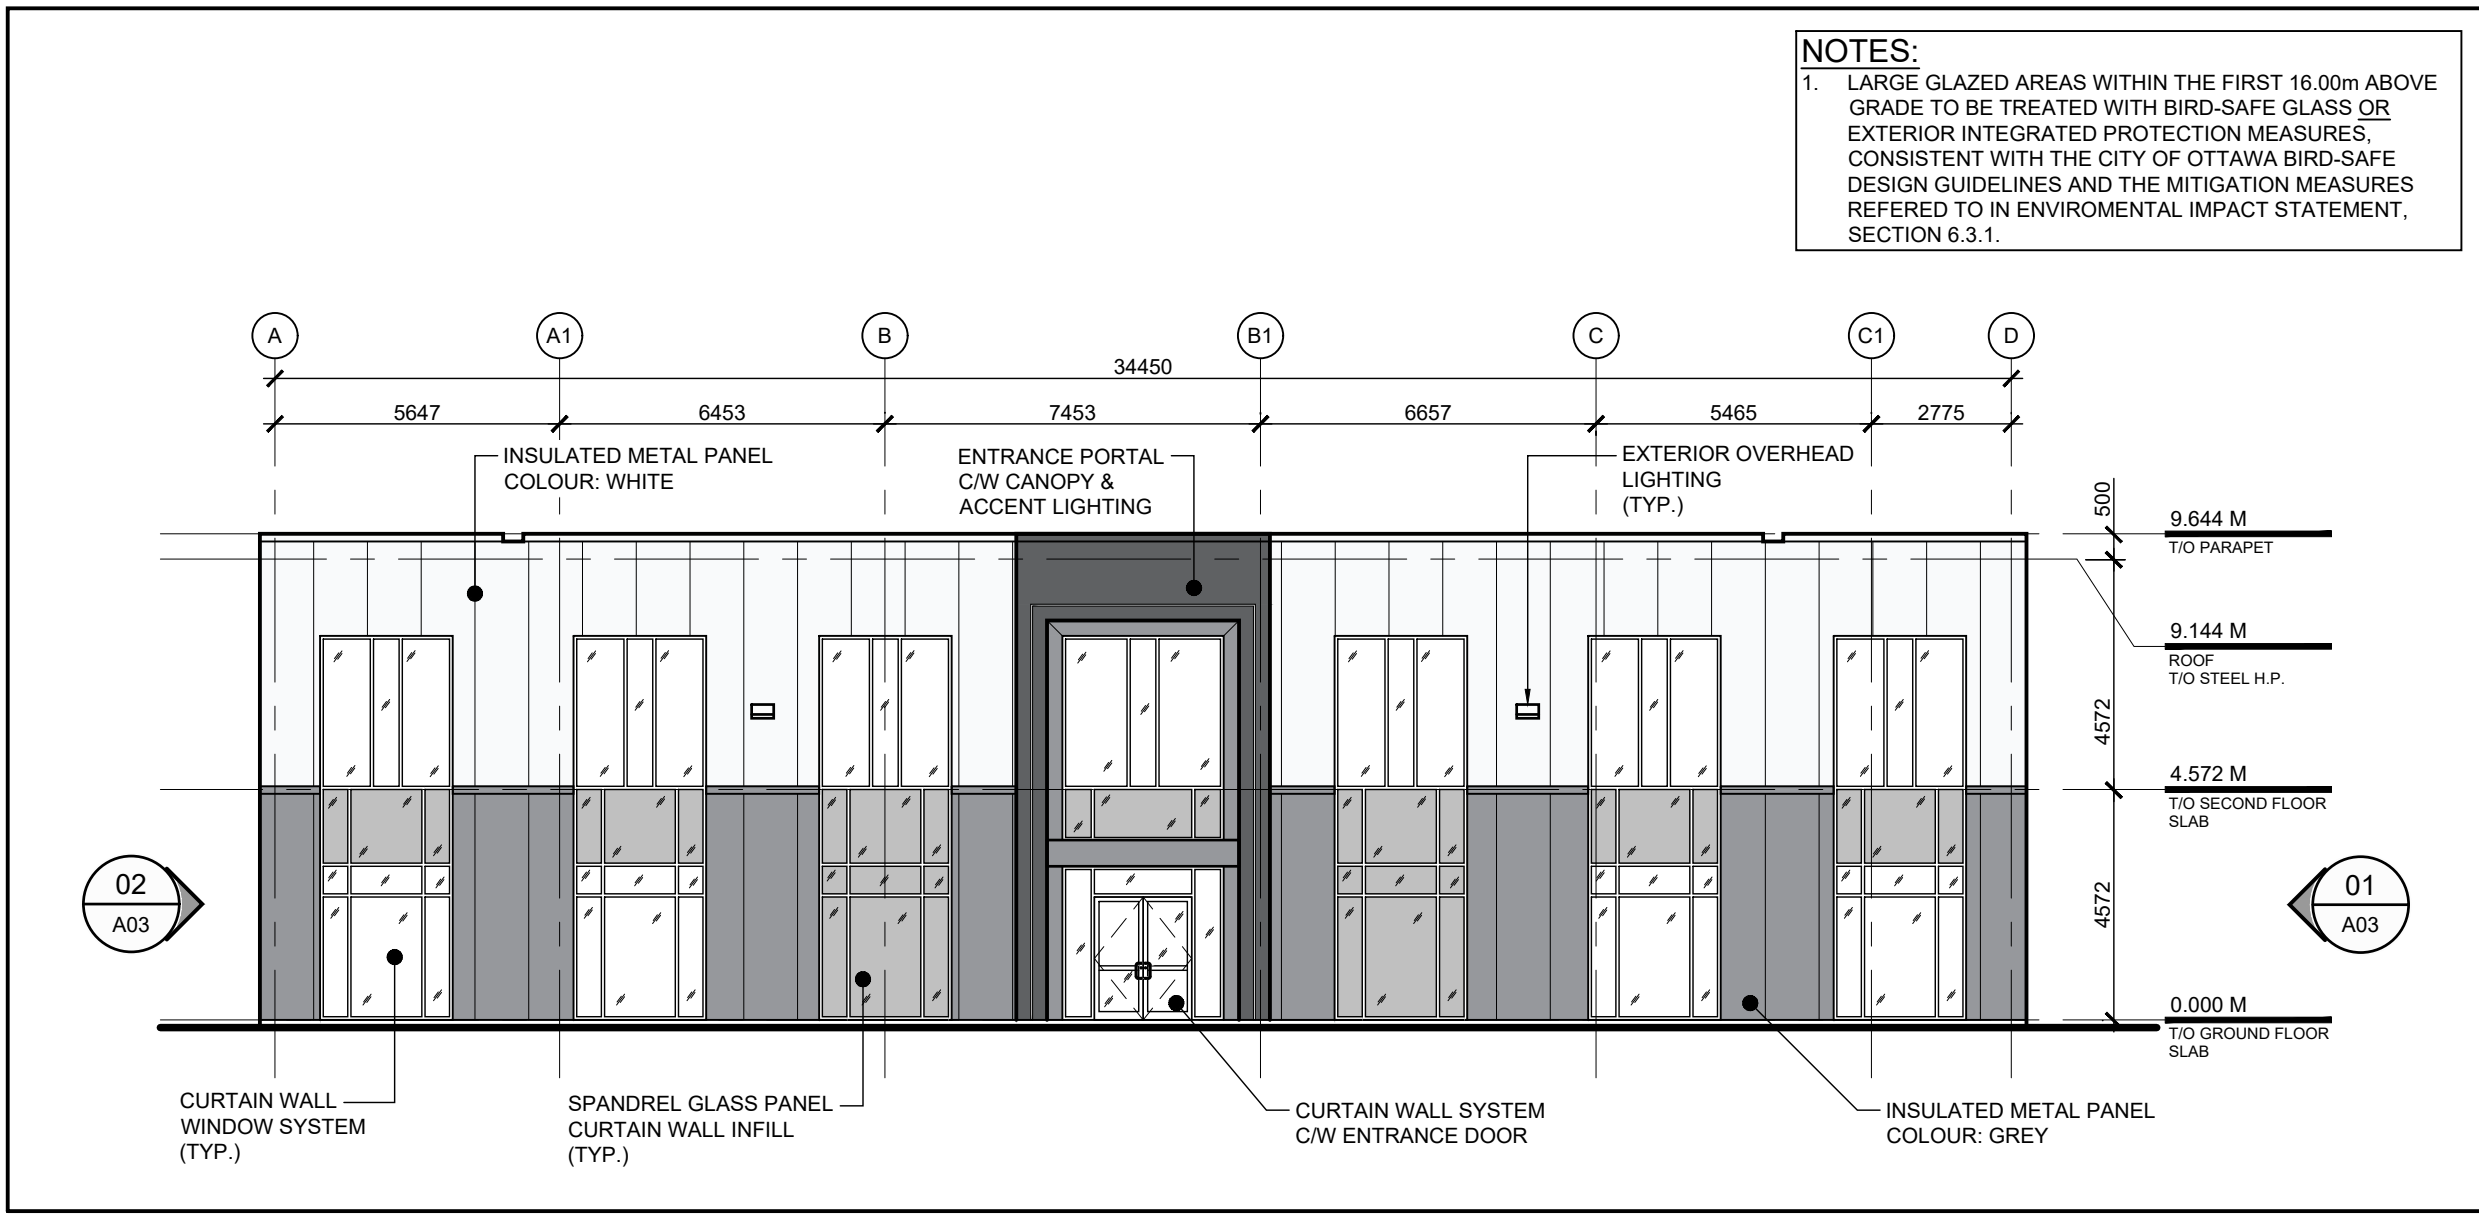 NOTES:
1. LARGE GLAZED AREAS WITHIN THE FIRST 16.00m ABOVE
GRADE TO BE TREATED WITH BIRD-SAFE GLASS OR
EXTERIOR INTEGRATED PROTECTION MEASURES,
CONSISTENT WITH THE CITY OF OTTAWA BIRD-SAFE
DESIGN GUIDELINES AND THE MITIGATION MEASURES
REFERED TO IN ENVIROMENTAL IMPACT STATEMENT,
SECTION 6.3.1.
A A1 B B1 C C1 D
34450
5647 6453 7453 6657 5465 2775
INSULATED METAL PANEL
COLOUR: WHITE
ENTRANCE PORTAL
C/W CANOPY &
ACCENT LIGHTING
EXTERIOR OVERHEAD
LIGHTING
(TYP.)
500
9.644 M
T/O PARAPET
9.144 M
ROOF
T/O STEEL H.P.
4572
4.572 M
T/O SECOND FLOOR
SLAB
4572
0.000 M
T/O GROUND FLOOR
SLAB
02
A03
01
A03
CURTAIN WALL
WINDOW SYSTEM
(TYP.)
SPANDREL GLASS PANEL
CURTAIN WALL INFILL
(TYP.)
CURTAIN WALL SYSTEM
C/W ENTRANCE DOOR
INSULATED METAL PANEL
COLOUR: GREY